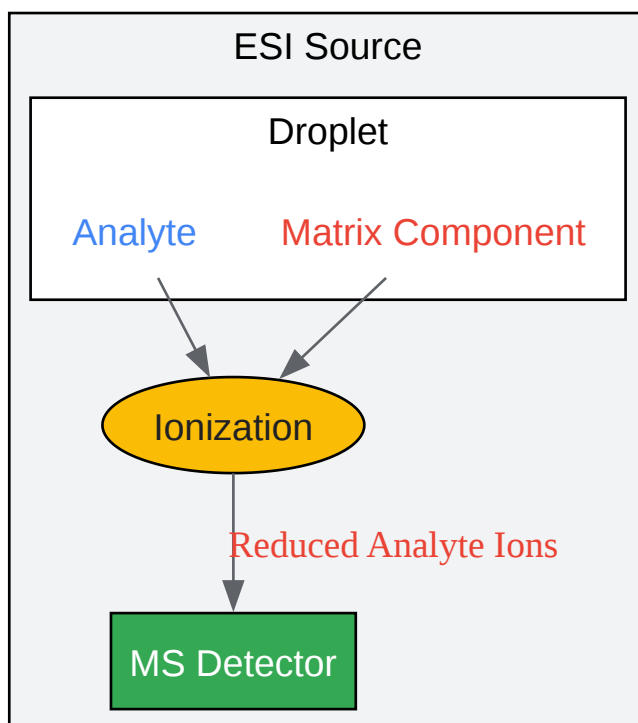 ESI Source
Droplet
Analyte Matrix Component
Ionization
Reduced Analyte Ions
MS Detector